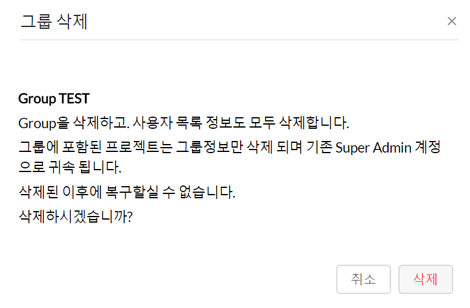 그룹 삭제
×
Group TEST
Group을 삭제하고. 사용자 목록 정보도 모두 삭제합니다.
그룹에 포함된 프로젝트는 그룹정보만 삭제 되며 기존 Super Admin 계정
으로 귀속 됩니다.
삭제된 이후에 복구할실 수 없습니다.
삭제하시겠습니까?
취소 삭제